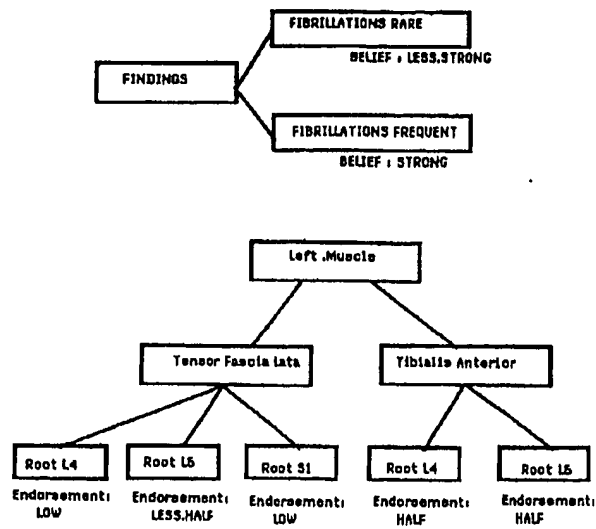 FIBRILLATIONS RARE
BELIEF : LESS.STRONG
FINDINGS
FIBRILLATIONS FREQUENT
BELIEF : STRONG
Left .Muscle
Tensor Fascia Lata
Tibialis Anterior
Root L4
Root L5
Root S1
Root L4
Root L5
Endorsement:
LOW
Endorsement:
LESS.HALF
Endorsement:
LOW
Endorsement:
HALF
Endorsement:
HALF